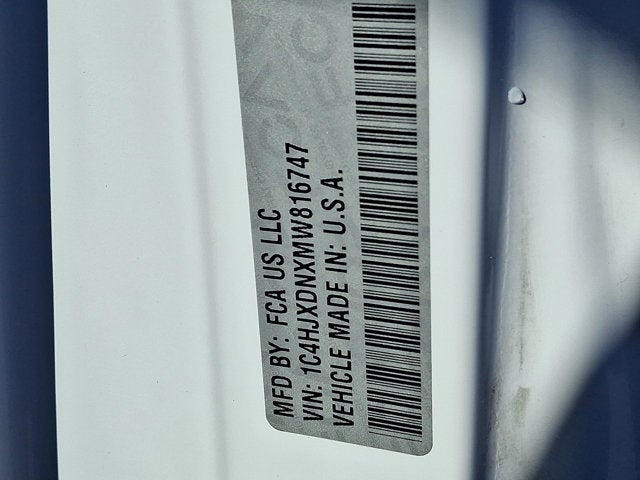 MFD BY: FCA US LLC
VIN: 1C4HJXDNXMW816747
VEHICLE MADE IN: U.S.A.